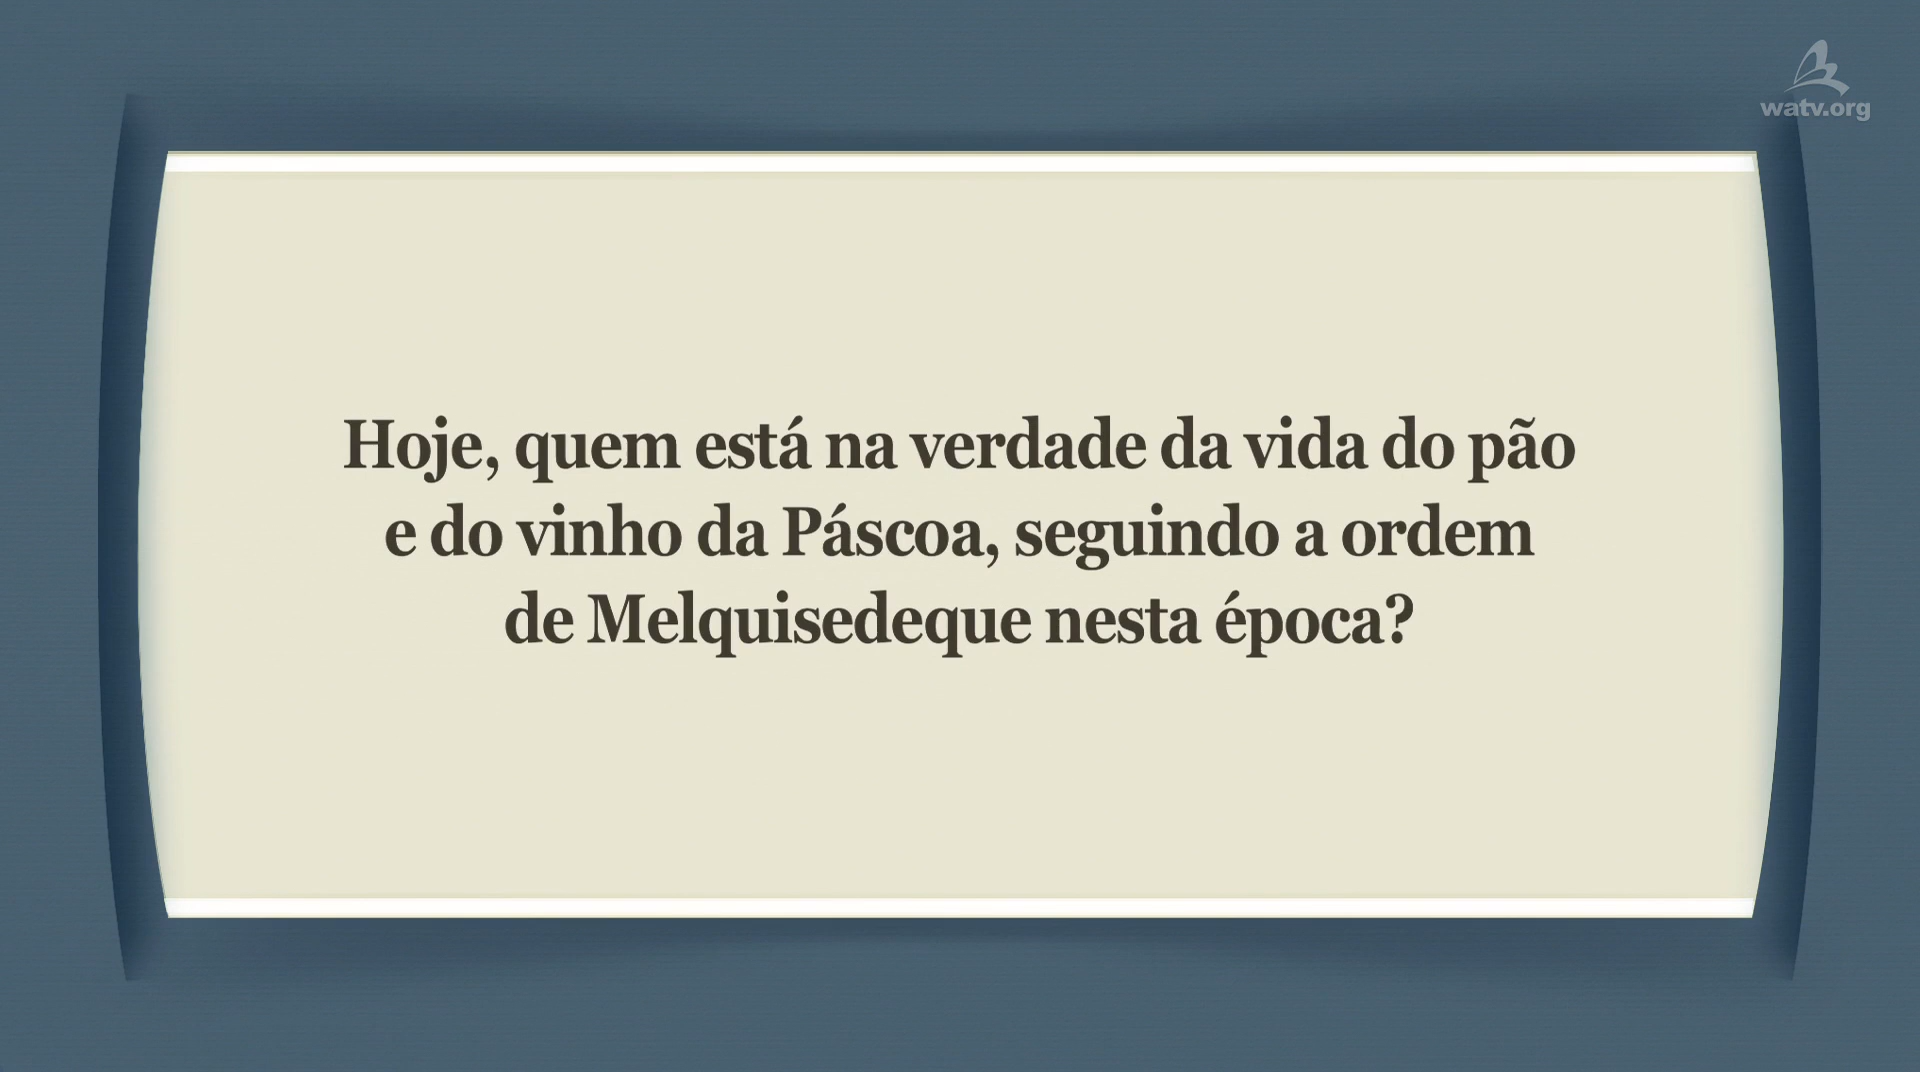 watv.org
Hoje, quem está na verdade da vida do pão
e do vinho da Páscoa, seguindo a ordem
de Melquisedeque nesta época?